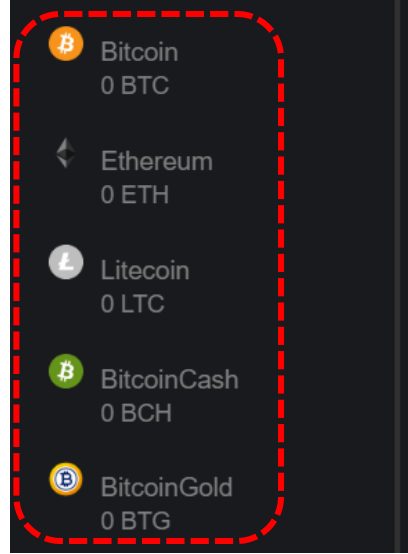 Bitcoin
0 BTC
Ethereum
0 ETH
Litecoin
0 LTC
BitcoinCash
0 BCH
BitcoinGold
0 BTG